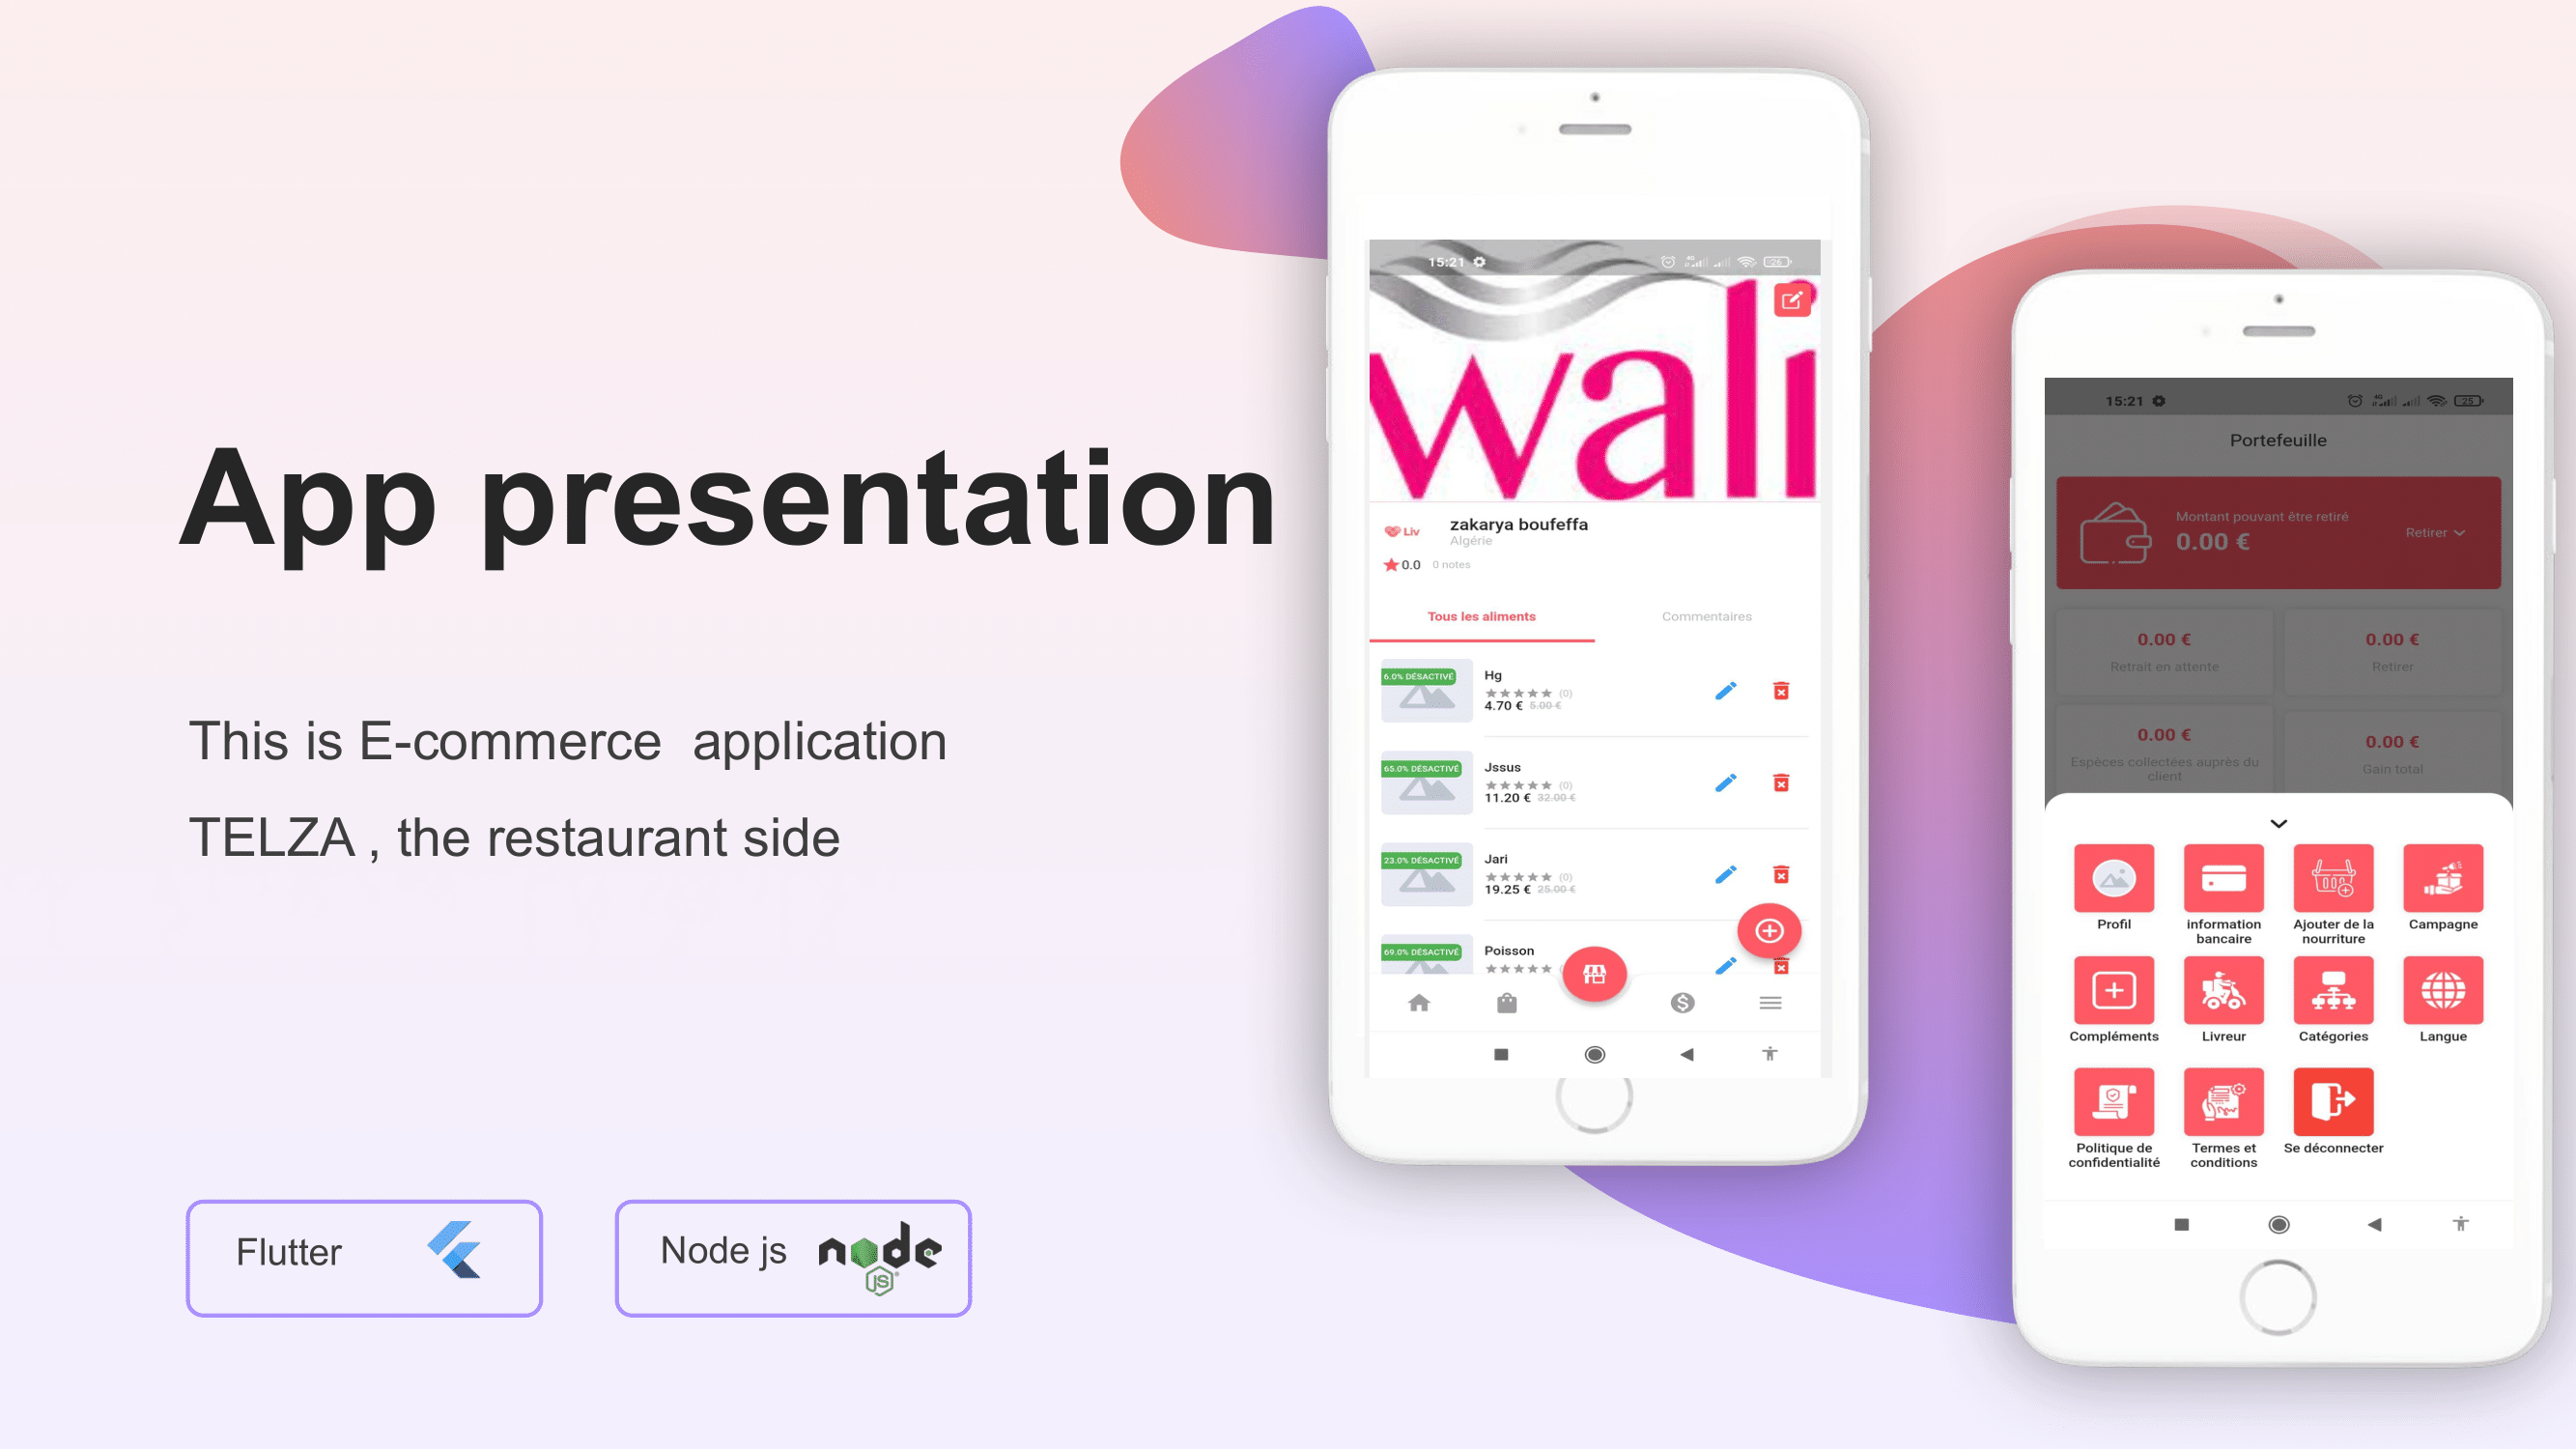 App presentation
This is E-commerce  application
TELZA , the restaurant side
Flutter
Node js
node
JS
15:21
26
wali
Liv
zakarya boufeffa
Algérie
0.0 0 notes
Tous les aliments Commentaires
6.0% DÉSACTIVÉ
Hg
(0)
4.70 € 5.00 €
65.0% DÉSACTIVÉ
Jssus
(0)
11.20 € 32.00 €
23.0% DÉSACTIVÉ
Jari
(0)
19.25 € 25.00 €
69.0% DÉSACTIVÉ
Poisson
15:21
4G
25
Portefeuille
Montant pouvant être retiré
0.00 €
Retirer
0.00 €
Retrait en attente
0.00 €
Retirer
0.00 €
Espèces collectées auprès du
client
0.00 €
Gain total
Profil
information
bancaire
Ajouter de la
nourriture
Campagne
Compléments
Livreur
Catégories
Langue
Politique de
confidentialité
Termes et
conditions
Se déconnecter